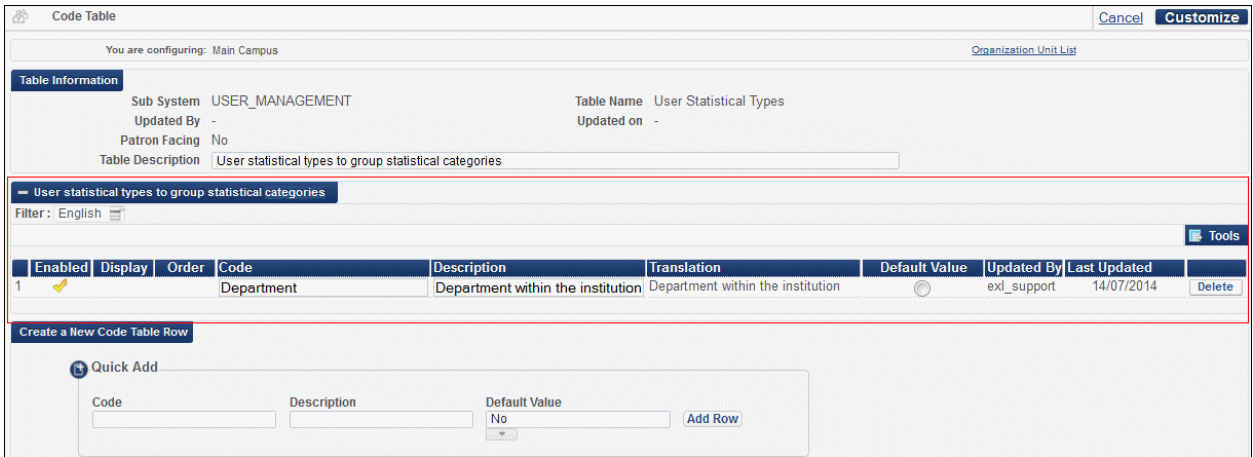 Code Table
Cancel Customize
You are configuring: Main Campus Organization Unit List
Table Information
Sub System USER_MANAGEMENT Table Name User Statistical Types
Updated By - Updated on -
Patron Facing No
Table Description User statistical types to group statistical categories
User statistical types to group statistical categories
Filter : English
Tools
Enabled Display Order Code Description Translation Default Value Updated By Last Updated
1 Department Department within the institution Department within the institution exl_support 14/07/2014 Delete
Create a New Code Table Row
Quick Add
Code Description Default Value
No Add Row